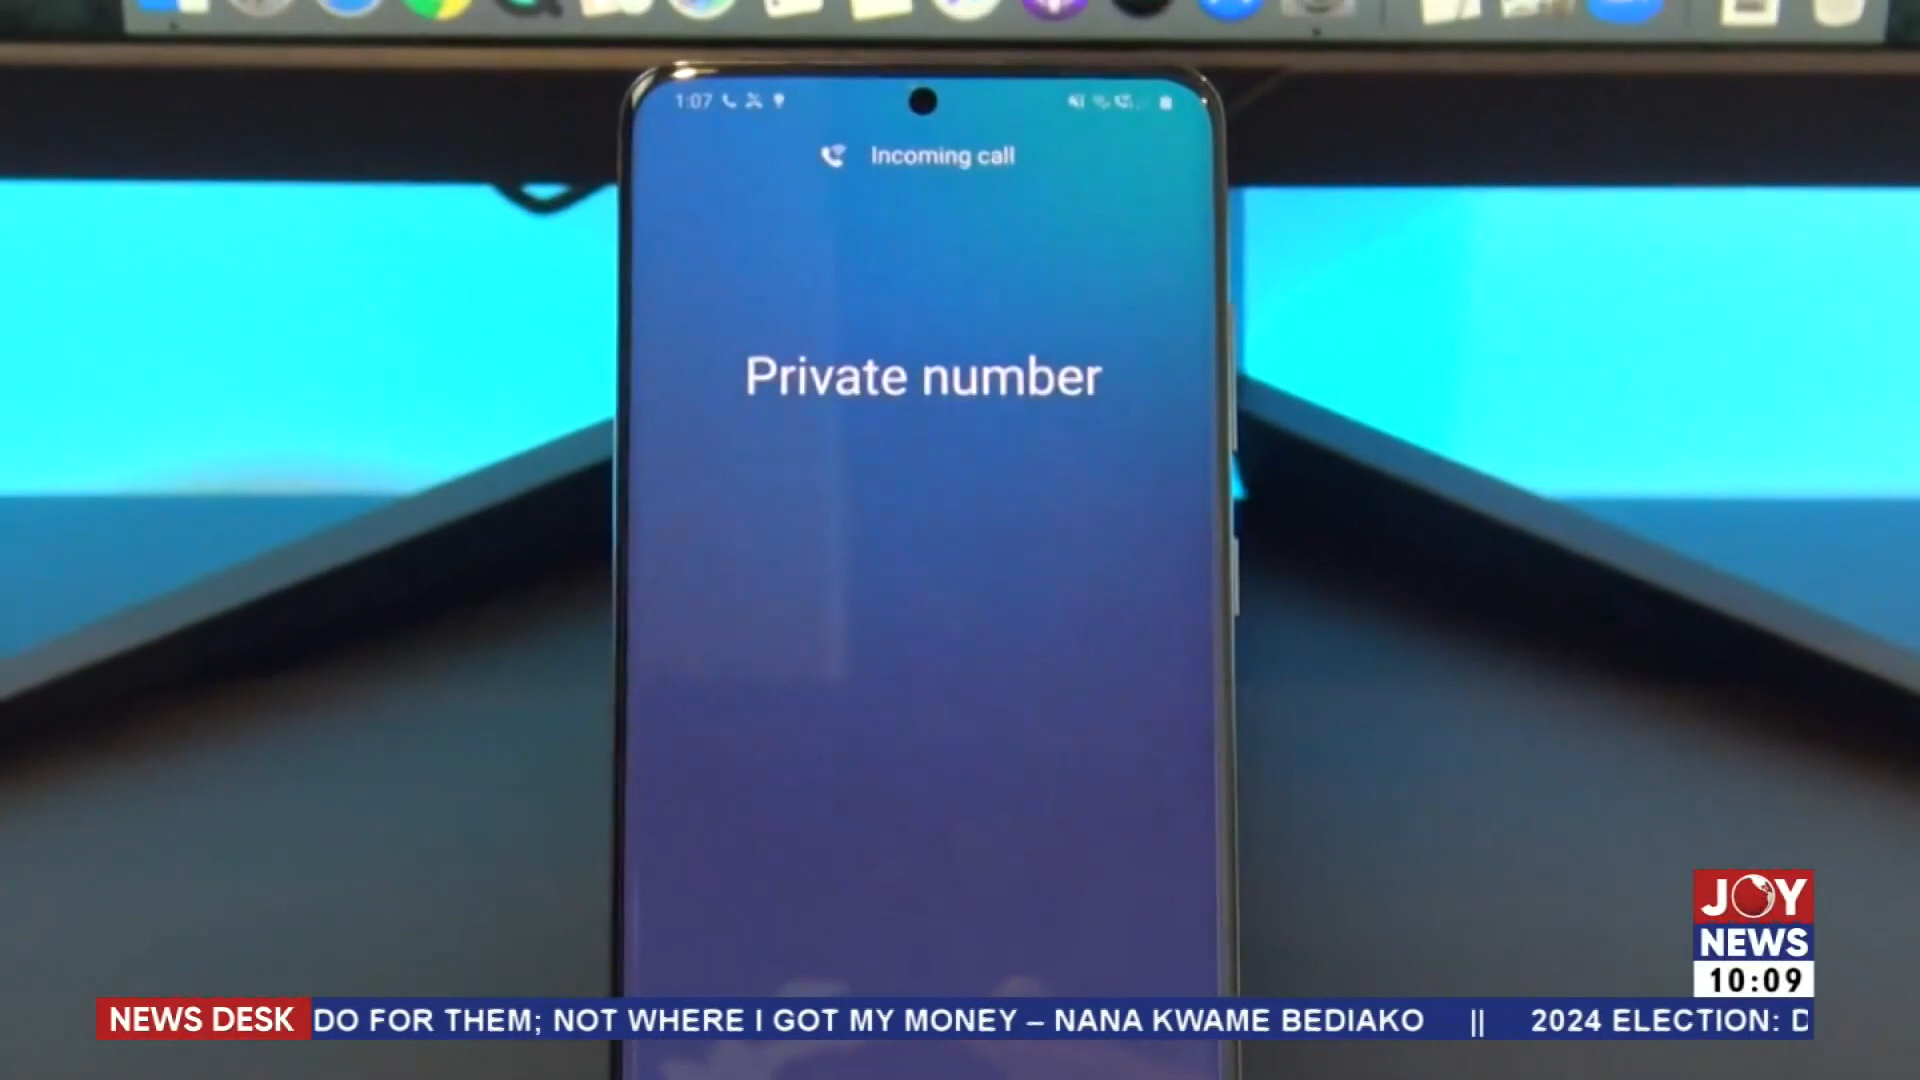 1:07
Incoming call
Private number
JOY
NEWS
10:09
NEWS DESK
DO FOR THEM; NOT WHERE I GOT MY MONEY – NANA KWAME BEDIAKO || 2024 ELECTION: D